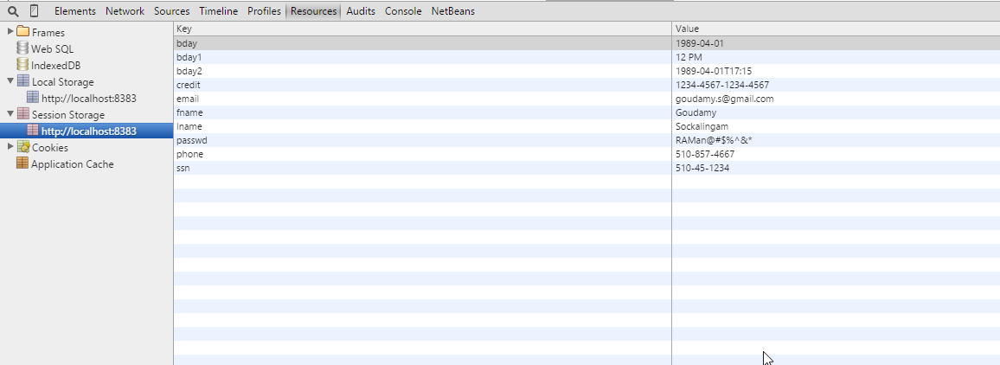 Elements Network Sources Timeline Profiles Resources Audits Console NetBeans
Frames
Web SQL
IndexedDB
Local Storage
http://localhost:8383
Session Storage
http://localhost:8383
Cookies
Application Cache
Key Value
bday 1989-04-01
bday1 12 PM
bday2 1989-04-01T17:15
credit 1234-4567-1234-4567
email goudamy.s@gmail.com
fname Goudamy
lname Sockalingam
passwd RAMan@#$%^&*
phone 510-857-4667
ssn 510-45-1234